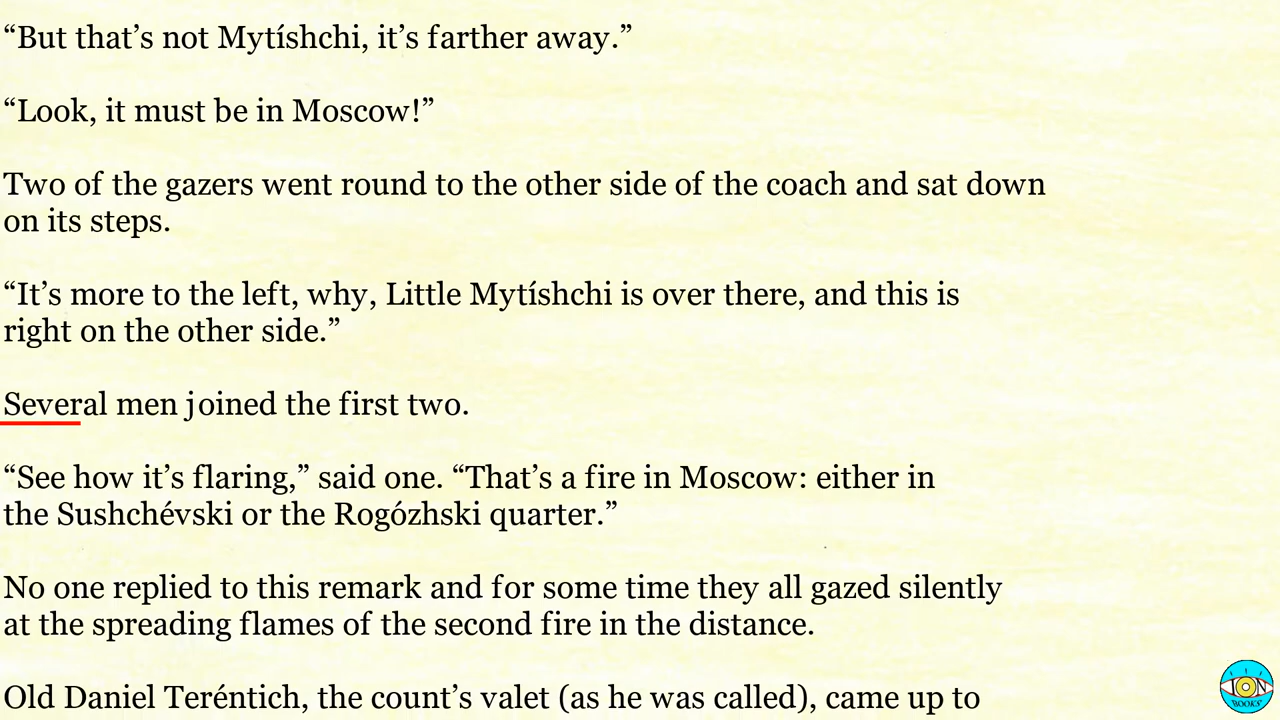 “But that’s not Mytíshchi, it’s farther away.”
“Look, it must be in Moscow!”
Two of the gazers went round to the other side of the coach and sat down
on its steps.
“It’s more to the left, why, Little Mytíshchi is over there, and this is
right on the other side.”
Several men joined the first two.
“See how it’s flaring,” said one. “That’s a fire in Moscow: either in
the Sushchévski or the Rogózhski quarter.”
No one replied to this remark and for some time they all gazed silently
at the spreading flames of the second fire in the distance.
Old Daniel Teréntich, the count’s valet (as he was called), came up to
ION
BOOKS